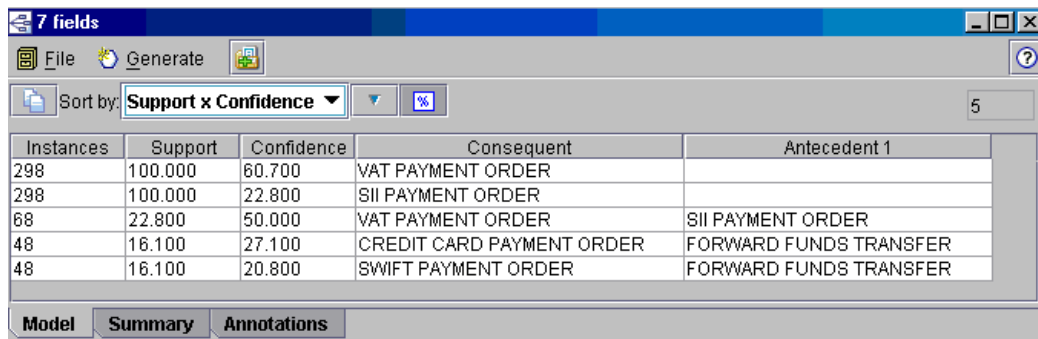 7 fields
File Generate
Sort by: Support x Confidence % 5
Instances Support Confidence Consequent Antecedent 1
298 100.000 60.700 VAT PAYMENT ORDER
298 100.000 22.800 SII PAYMENT ORDER
68 22.800 50.000 VAT PAYMENT ORDER SII PAYMENT ORDER
48 16.100 27.100 CREDIT CARD PAYMENT ORDER FORWARD FUNDS TRANSFER
48 16.100 20.800 SWIFT PAYMENT ORDER FORWARD FUNDS TRANSFER
Model Summary Annotations